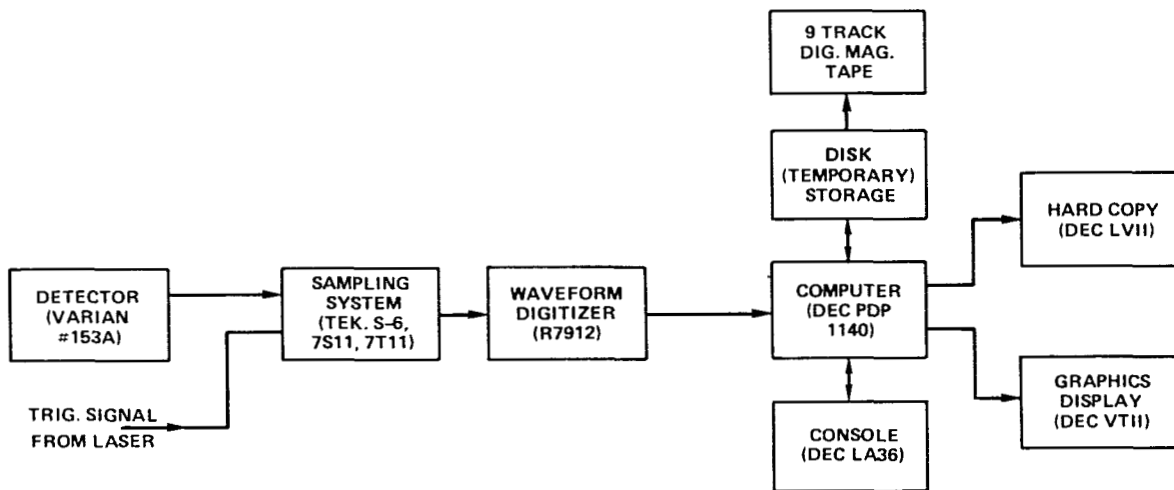 9 TRACK
DIG. MAG.
TAPE
DISK
(TEMPORARY)
STORAGE
HARD COPY
(DEC LVII)
DETECTOR
(VARIAN
#153A)
SAMPLING
SYSTEM
(TEK. S-6,
7S11, 7T11)
WAVEFORM
DIGITIZER
(R7912)
COMPUTER
(DEC PDP
1140)
GRAPHICS
DISPLAY
(DEC VTII)
TRIG. SIGNAL
FROM LASER
CONSOLE
(DEC LA36)